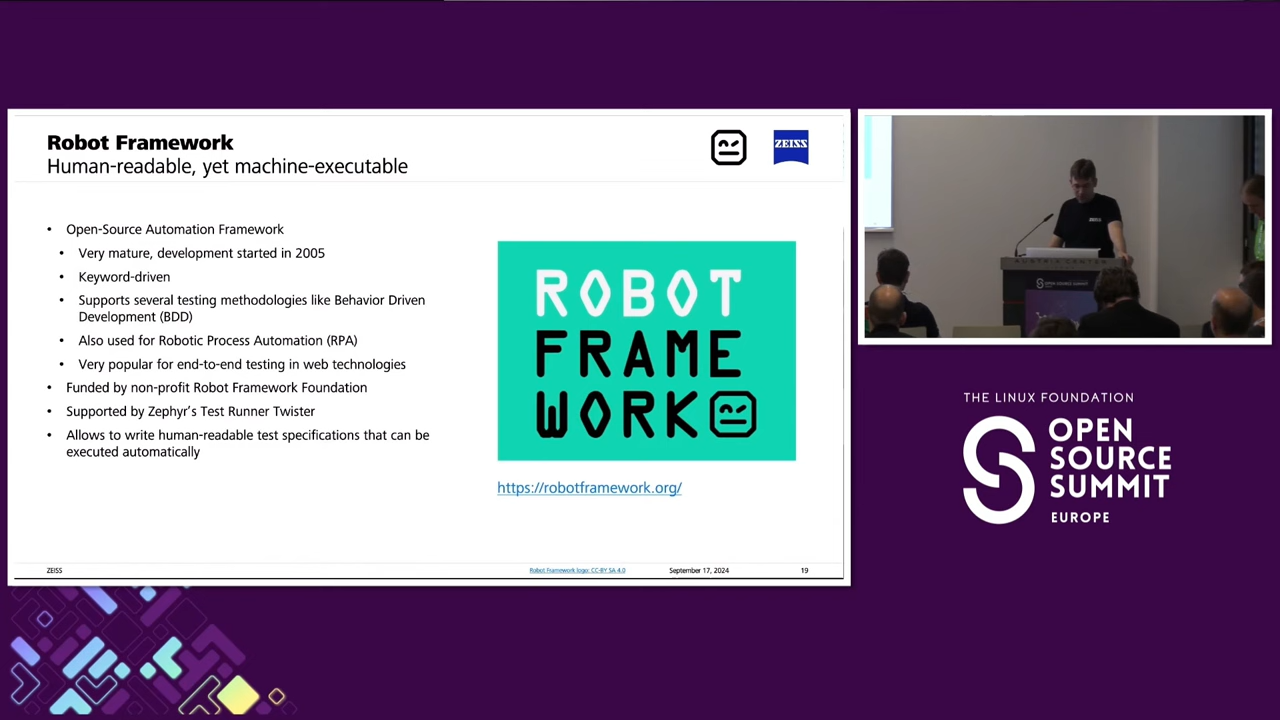 Robot Framework
Human-readable, yet machine-executable
ZEISS
• Open-Source Automation Framework
• Very mature, development started in 2005
• Keyword-driven
• Supports several testing methodologies like Behavior Driven
Development (BDD)
• Also used for Robotic Process Automation (RPA)
• Very popular for end-to-end testing in web technologies
• Funded by non-profit Robot Framework Foundation
• Supported by Zephyr's Test Runner Twister
• Allows to write human-readable test specifications that can be
executed automatically
ROBOT
FRAME
WORK
https://robotframework.org/
ZEISS
Robot Framework logo: CC-BY SA 4.0
September 17, 2024
19
AUSTRIA CENTER
OPEN SOURCE SUMMIT
THE LINUX FOUNDATION
OPEN
SOURCE
SUMMIT
EUROPE